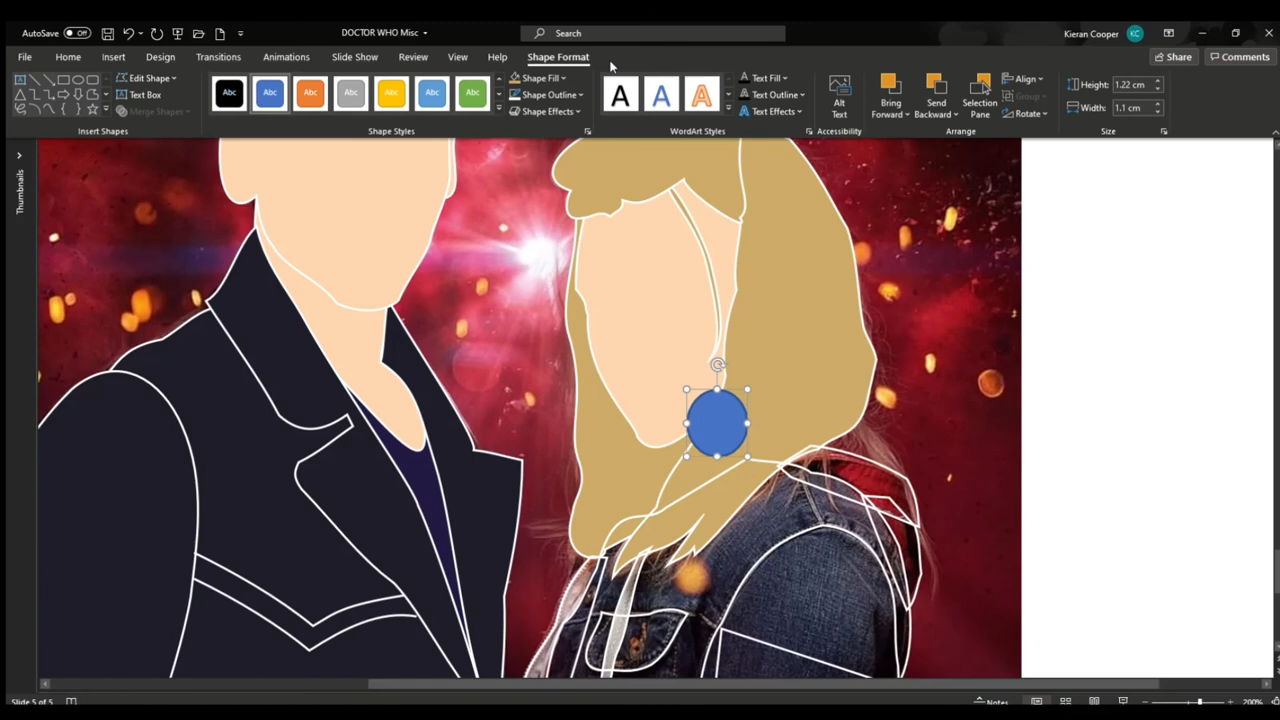 AutoSave Off DOCTOR WHO Misc Search Kieran Cooper KC
File Home Insert Design Transitions Animations Slide Show Review View Help Shape Format Share Comments
Edit Shape
Text Box
Merge Shapes
Insert Shapes
Abc Abc Abc Abc Abc Abc Abc
Shape Fill
Shape Outline
Shape Effects
Shape Styles
A A A
Text Fill
Text Outline
Text Effects
WordArt Styles
Alt
Text
Accessibility
Bring
Forward
Send
Backward
Selection
Pane
Align
Group
Rotate
Arrange
Height: 1.22 cm
Width: 1.1 cm
Size
Thumbnails
Slide 5 of 5 Notes 200%